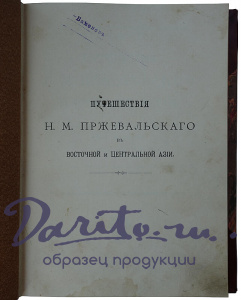 ПУТЕШЕСТВІЯ
Н. М. ПРЖЕВАЛЬСКАГО
ВЪ
ВОСТОЧНОЙ и ЦЕНТРАЛЬНОЙ АЗІИ.
Darito.ru
образец продукции